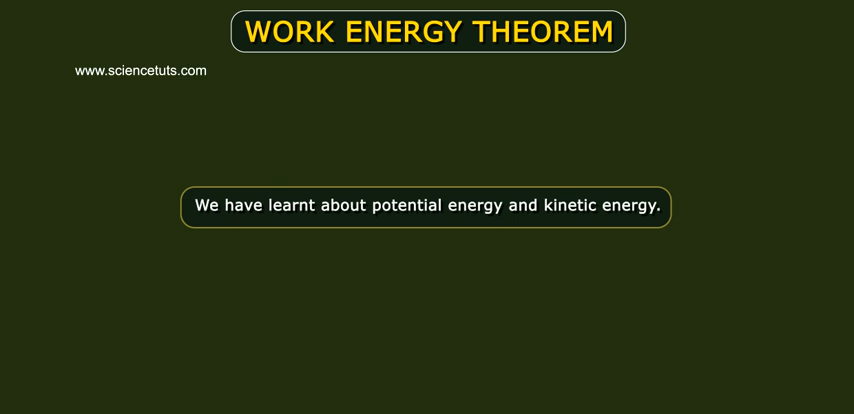 WORK ENERGY THEOREM
www.sciencetuts.com
We have learnt about potential energy and kinetic energy.